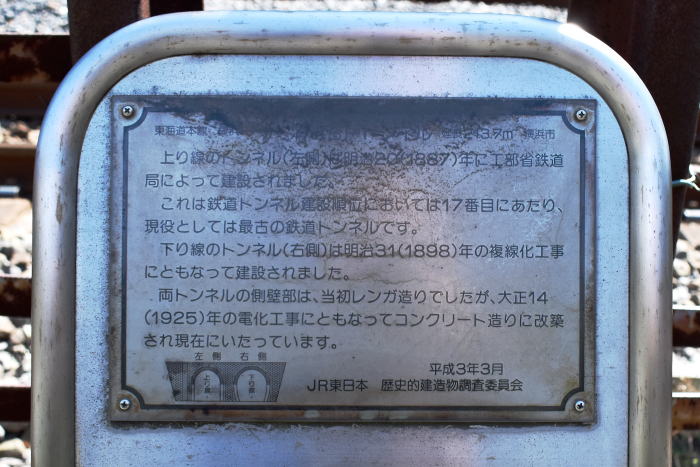 東海道本線 トンネル 延長213.7m 横浜市
上り線のトンネル(左側)は明治20(1887)年に工部省鉄道
局によって建設されました。
これは鉄道トンネル建設順位においては17番目にあたり、
現役としては最古の鉄道トンネルです。
下り線のトンネル(右側)は明治31(1898)年の複線化工事
にともなって建設されました。
両トンネルの側壁部は、当初レンガ造りでしたが、大正14
(1925)年の電化工事にともなってコンクリート造りに改築
され現在にいたっています。
左側 右側
上り線 下り線
平成3年3月
JR東日本 歴史的建造物調査委員会